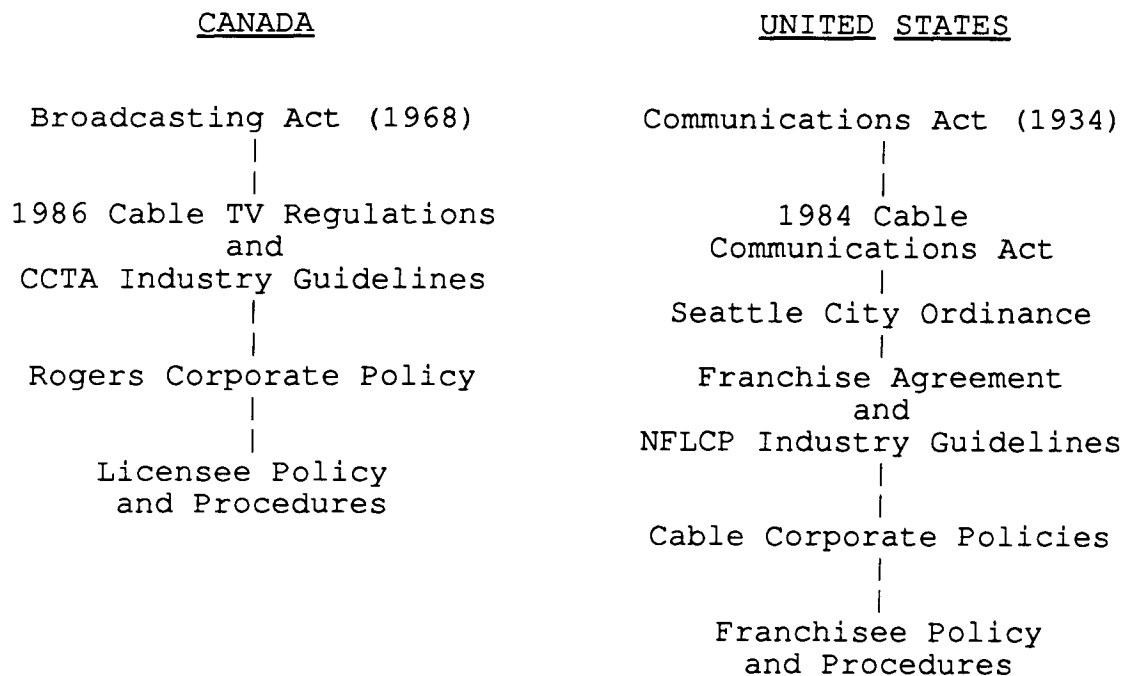 CANADA
Broadcasting Act (1968)
1986 Cable TV Regulations
and
CCTA Industry Guidelines
Rogers Corporate Policy
Licensee Policy
and Procedures
UNITED STATES
Communications Act (1934)
1984 Cable
Communications Act
Seattle City Ordinance
Franchise Agreement
and
NFLCP Industry Guidelines
Cable Corporate Policies
Franchisee Policy
and Procedures